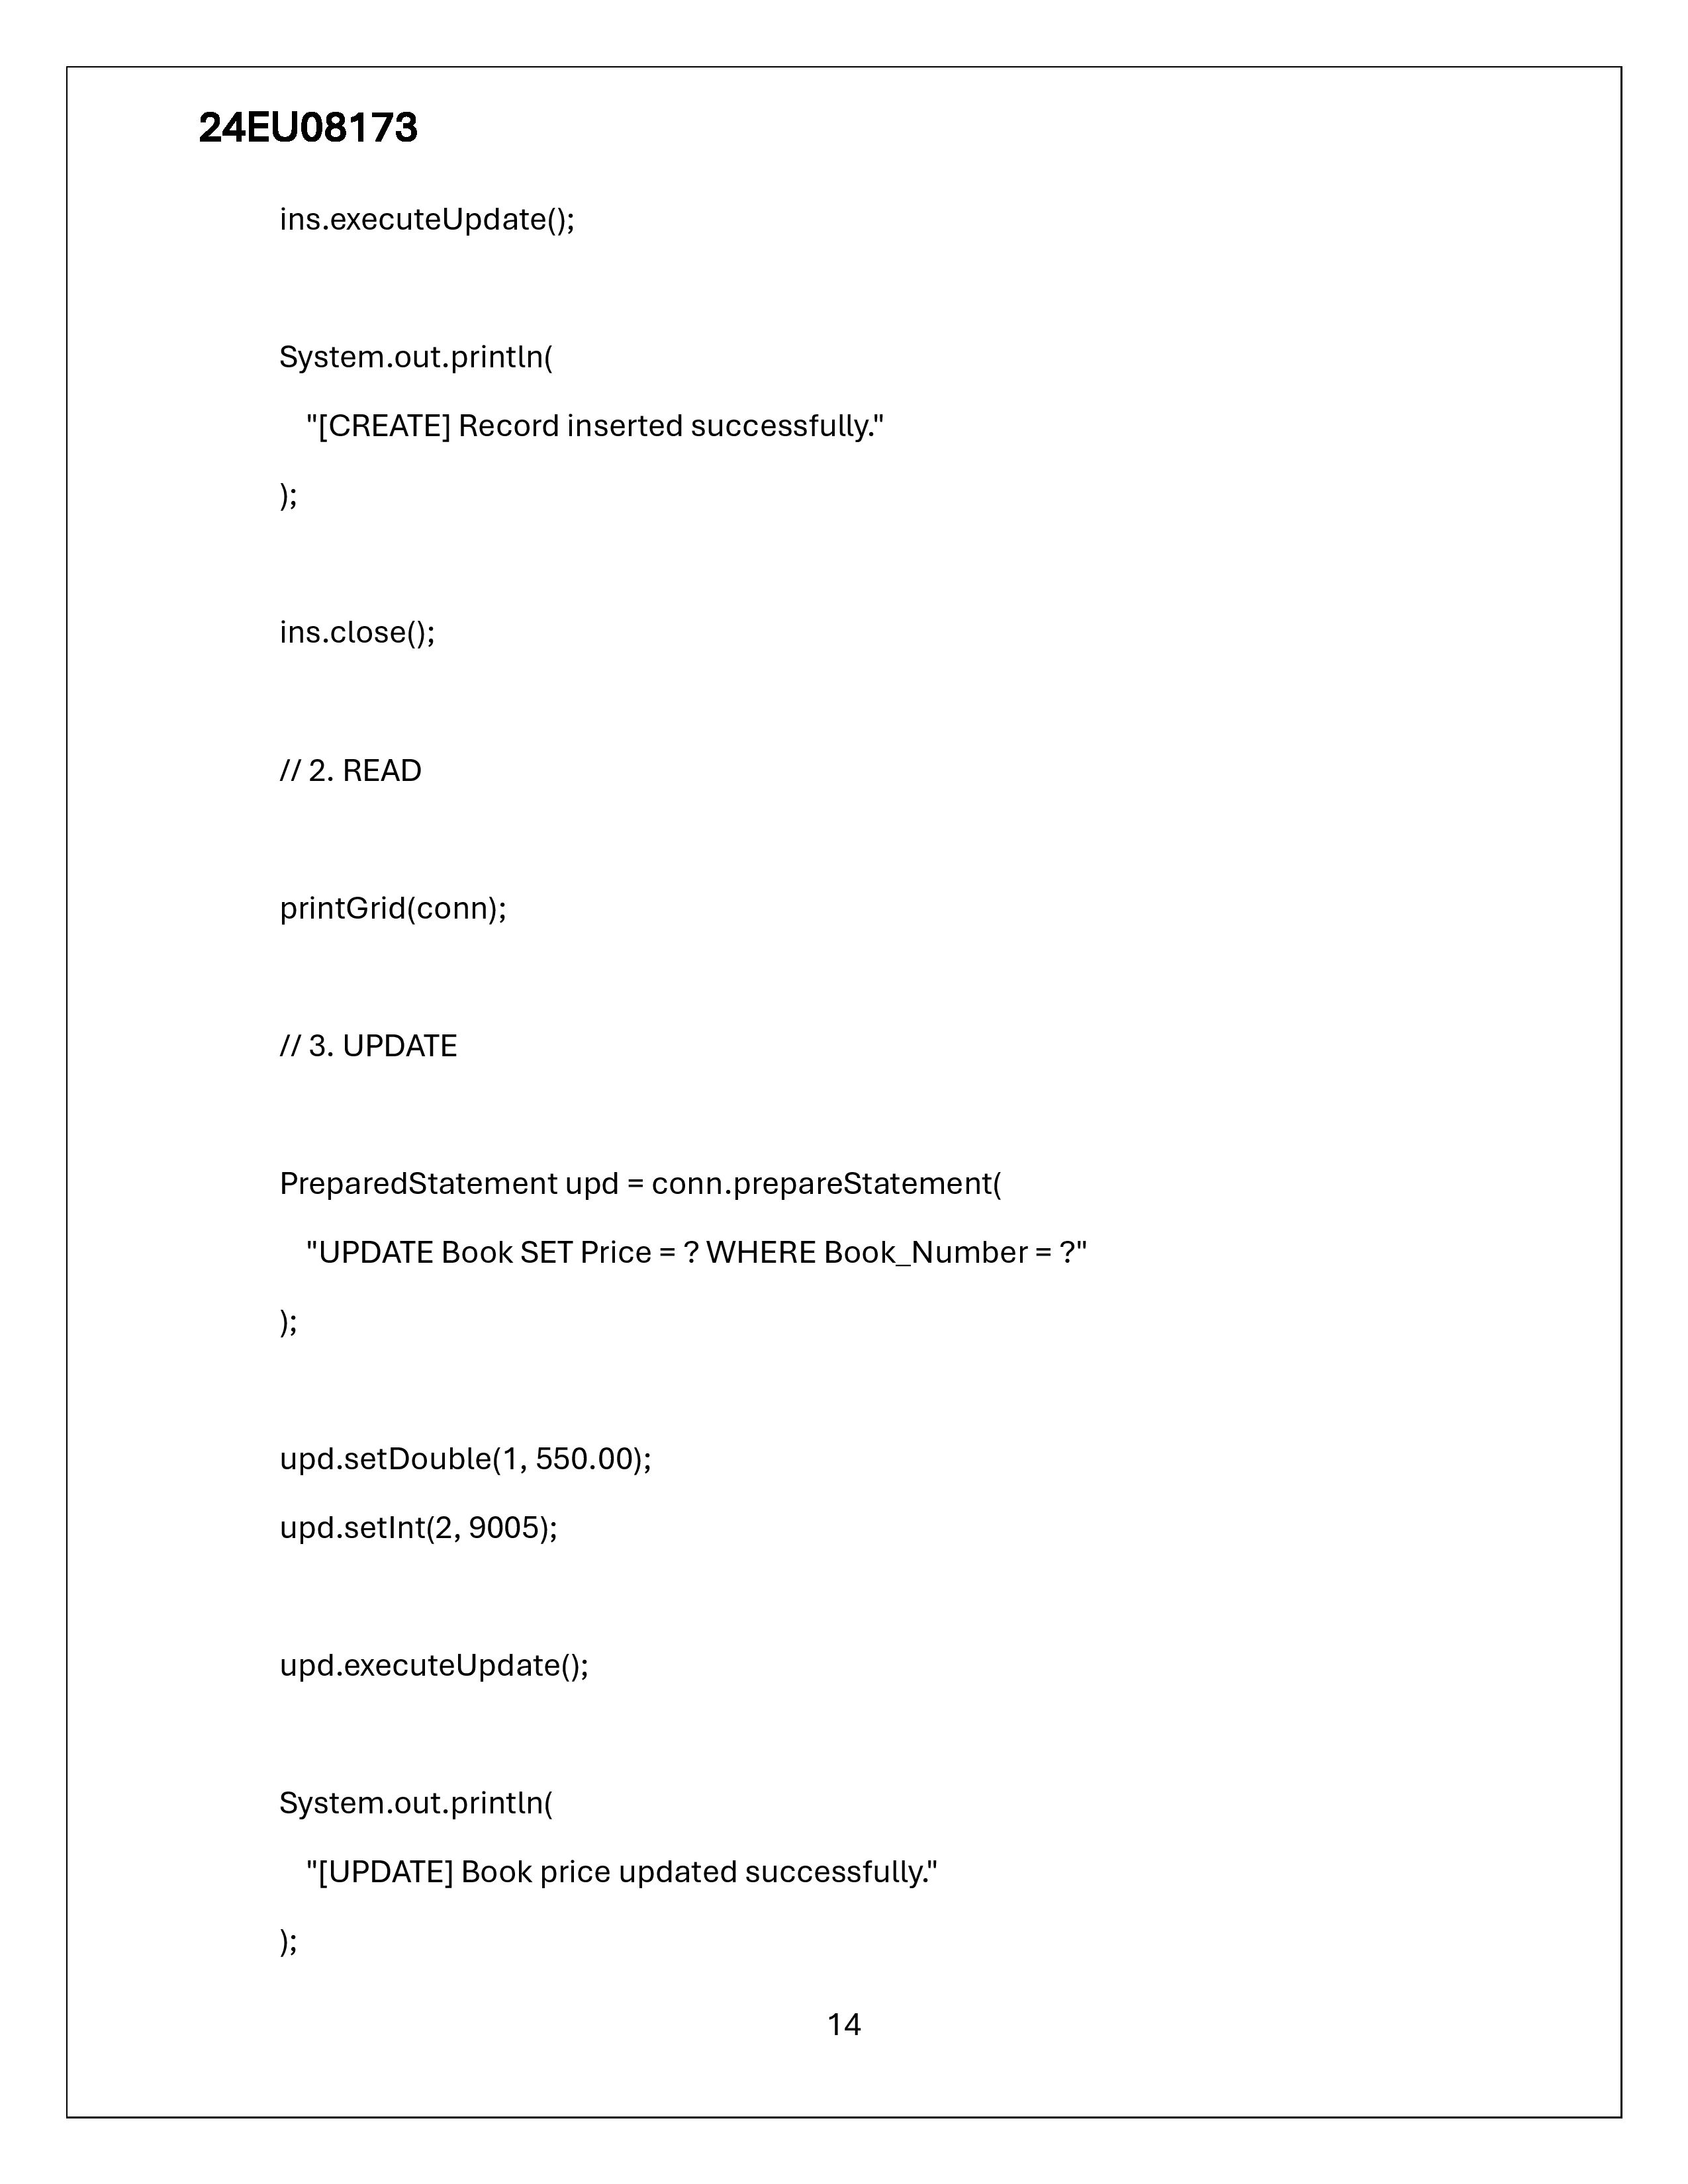 24EU08173
ins.executeUpdate();
System.out.println(
"[CREATE] Record inserted successfully."
);
ins.close();
// 2. READ
printGrid(conn);
// 3. UPDATE
PreparedStatement upd = conn.prepareStatement(
"UPDATE Book SET Price = ? WHERE Book_Number = ?"
);
upd.setDouble(1, 550.00);
upd.setInt(2, 9005);
upd.executeUpdate();
System.out.println(
"[UPDATE] Book price updated successfully."
);
14